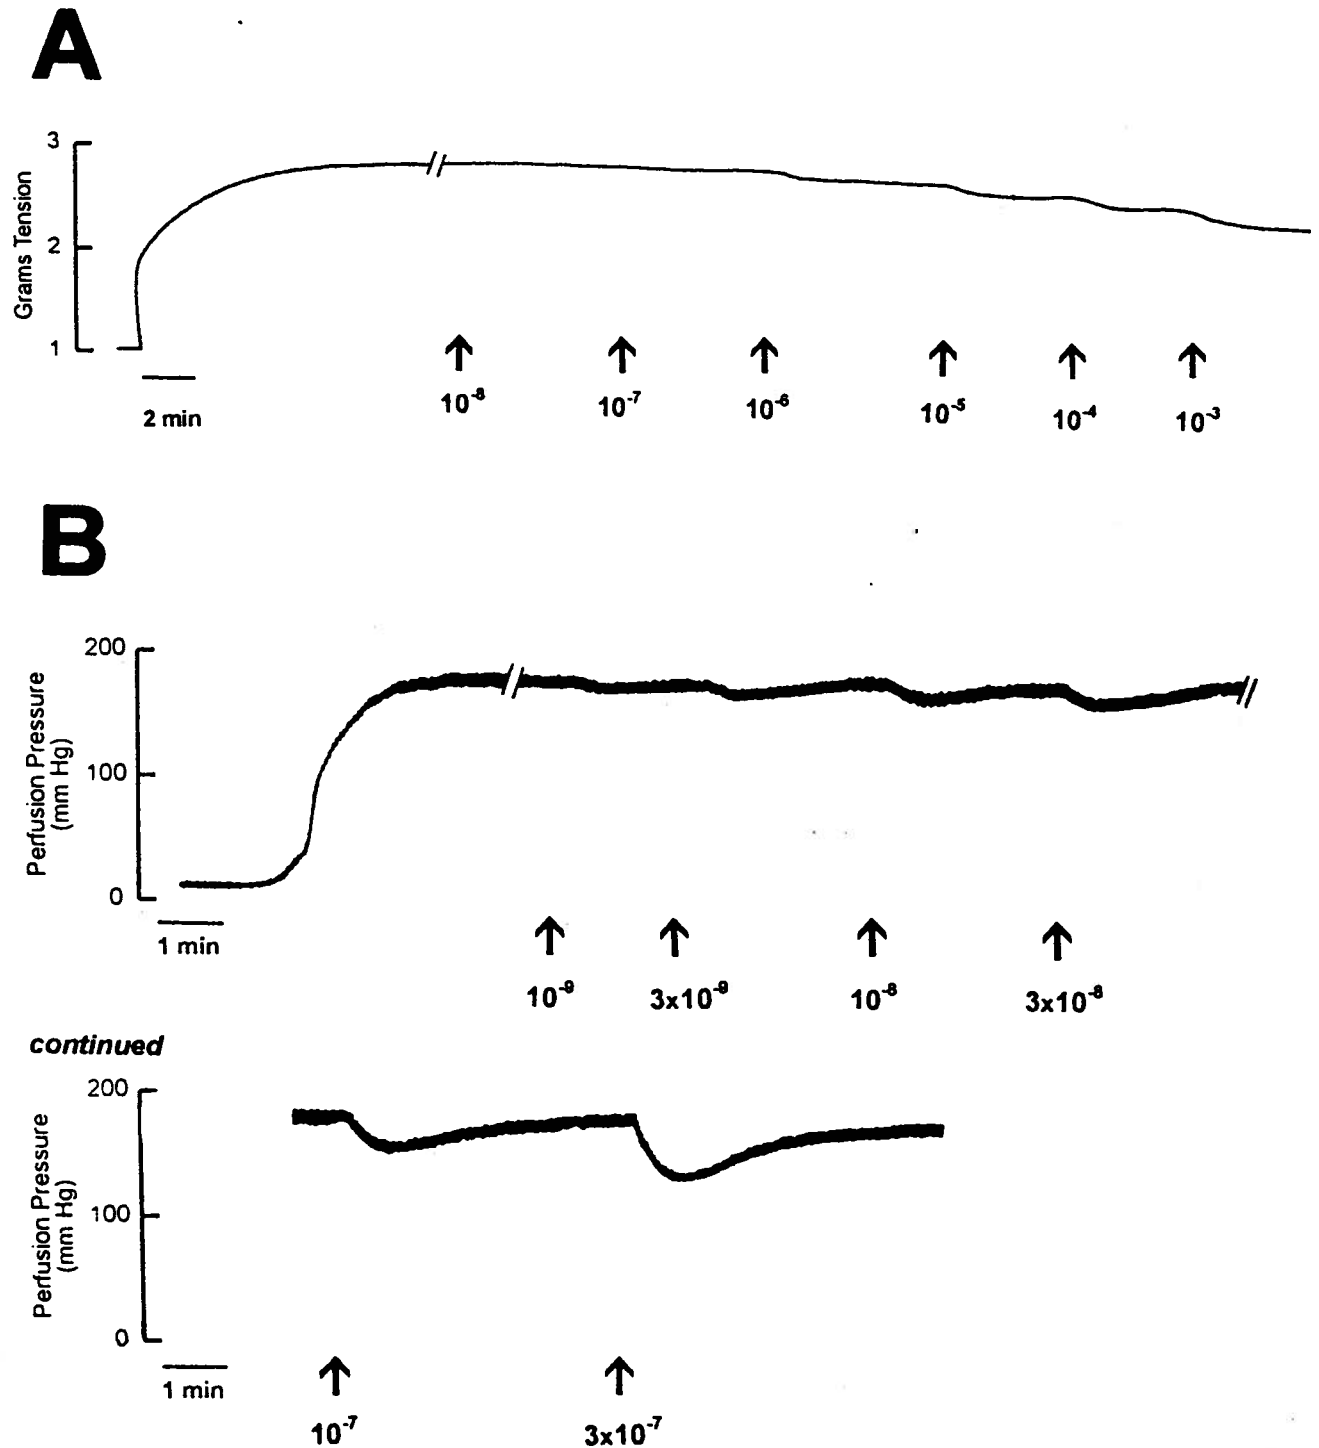 A
3
Grams Tension
2
1
2 min
10⁻⁸
10⁻⁷
10⁻⁶
10⁻⁵
10⁻⁴
10⁻³
B
200
Perfusion Pressure
(mm Hg)
100
0
1 min
10⁻⁹
3x10⁻⁹
10⁻⁸
3x10⁻⁸
continued
200
Perfusion Pressure
(mm Hg)
100
0
1 min
10⁻⁷
3x10⁻⁷